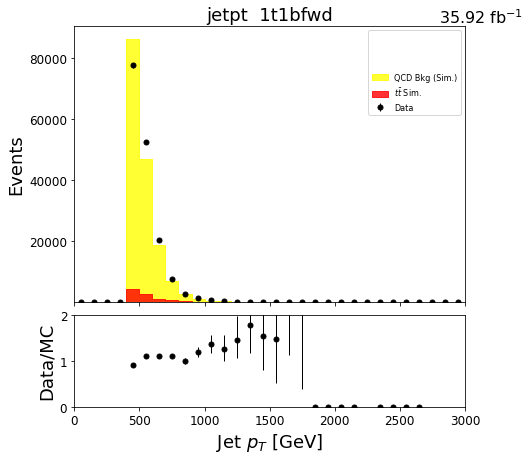 jetpt 1t1bfwd
35.92 fb⁻¹
QCD Bkg (Sim.)
tt̄ Sim.
Data
Events
80000
60000
40000
20000
Data/MC
2
1
0
0 500 1000 1500 2000 2500 3000
Jet p_T [GeV]